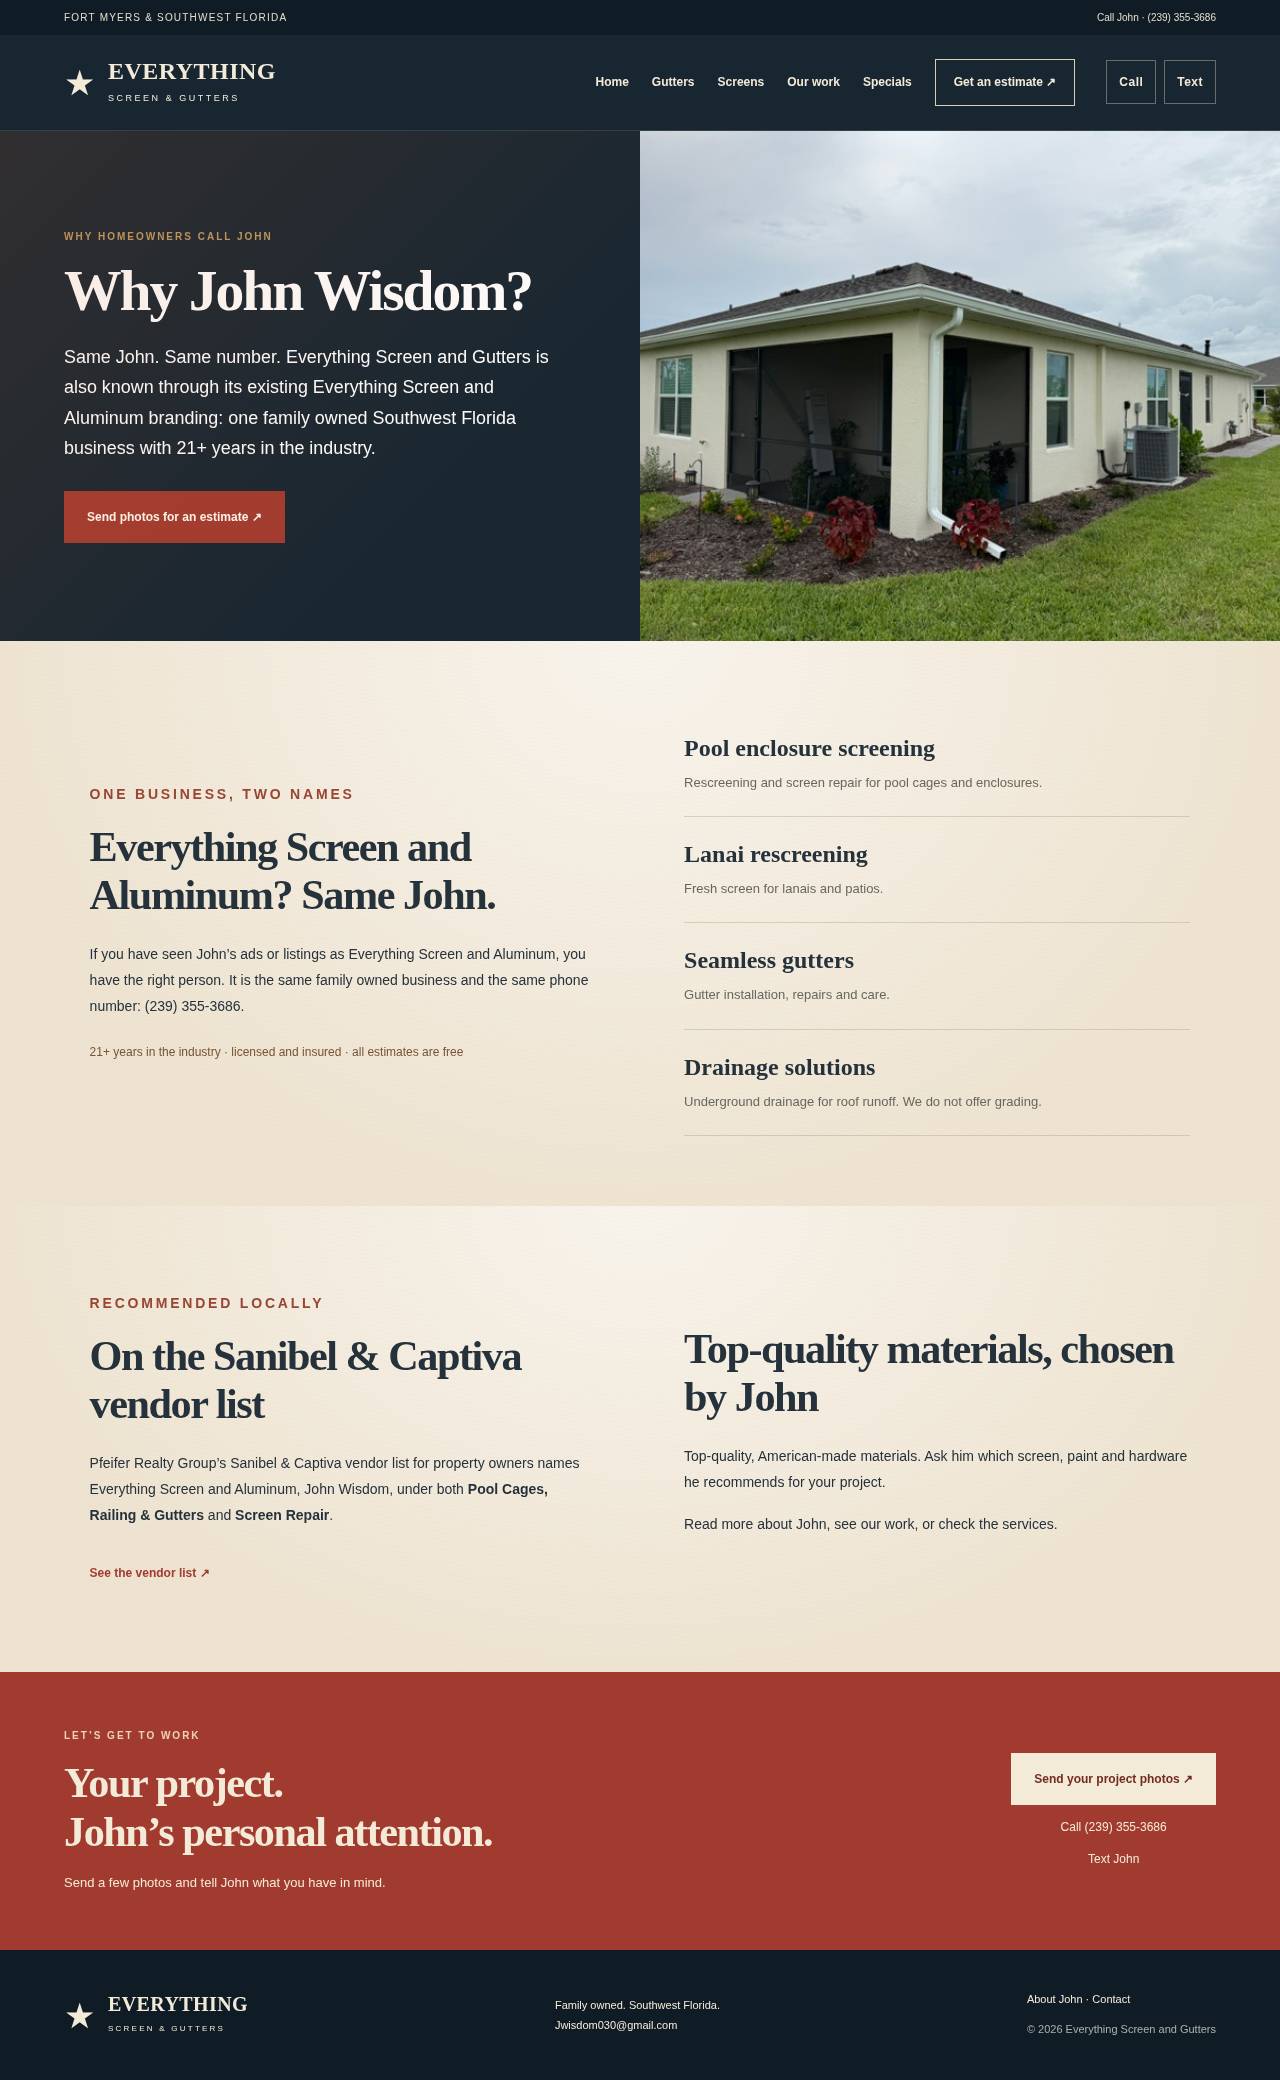 FORT MYERS & SOUTHWEST FLORIDA
Call John · (239) 355-3686
EVERYTHING
SCREEN & GUTTERS
Home Gutters Screens Our work Specials Get an estimate ↗ Call Text
WHY HOMEOWNERS CALL JOHN
Why John Wisdom?
Same John. Same number. Everything Screen and Gutters is
also known through its existing Everything Screen and
Aluminum branding: one family owned Southwest Florida
business with 21+ years in the industry.
Send photos for an estimate ↗
ONE BUSINESS, TWO NAMES
Everything Screen and
Aluminum? Same John.
If you have seen John’s ads or listings as Everything Screen and Aluminum, you
have the right person. It is the same family owned business and the same phone
number: (239) 355-3686.
21+ years in the industry · licensed and insured · all estimates are free
Pool enclosure screening
Rescreening and screen repair for pool cages and enclosures.
Lanai rescreening
Fresh screen for lanais and patios.
Seamless gutters
Gutter installation, repairs and care.
Drainage solutions
Underground drainage for roof runoff. We do not offer grading.
RECOMMENDED LOCALLY
On the Sanibel & Captiva
vendor list
Pfeifer Realty Group’s Sanibel & Captiva vendor list for property owners names
Everything Screen and Aluminum, John Wisdom, under both Pool Cages,
Railing & Gutters and Screen Repair.
See the vendor list ↗
Top-quality materials, chosen
by John
Top-quality, American-made materials. Ask him which screen, paint and hardware
he recommends for your project.
Read more about John, see our work, or check the services.
LET’S GET TO WORK
Your project.
John’s personal attention.
Send a few photos and tell John what you have in mind.
Send your project photos ↗
Call (239) 355-3686
Text John
EVERYTHING
SCREEN & GUTTERS
Family owned. Southwest Florida.
Jwisdom030@gmail.com
About John · Contact
© 2026 Everything Screen and Gutters